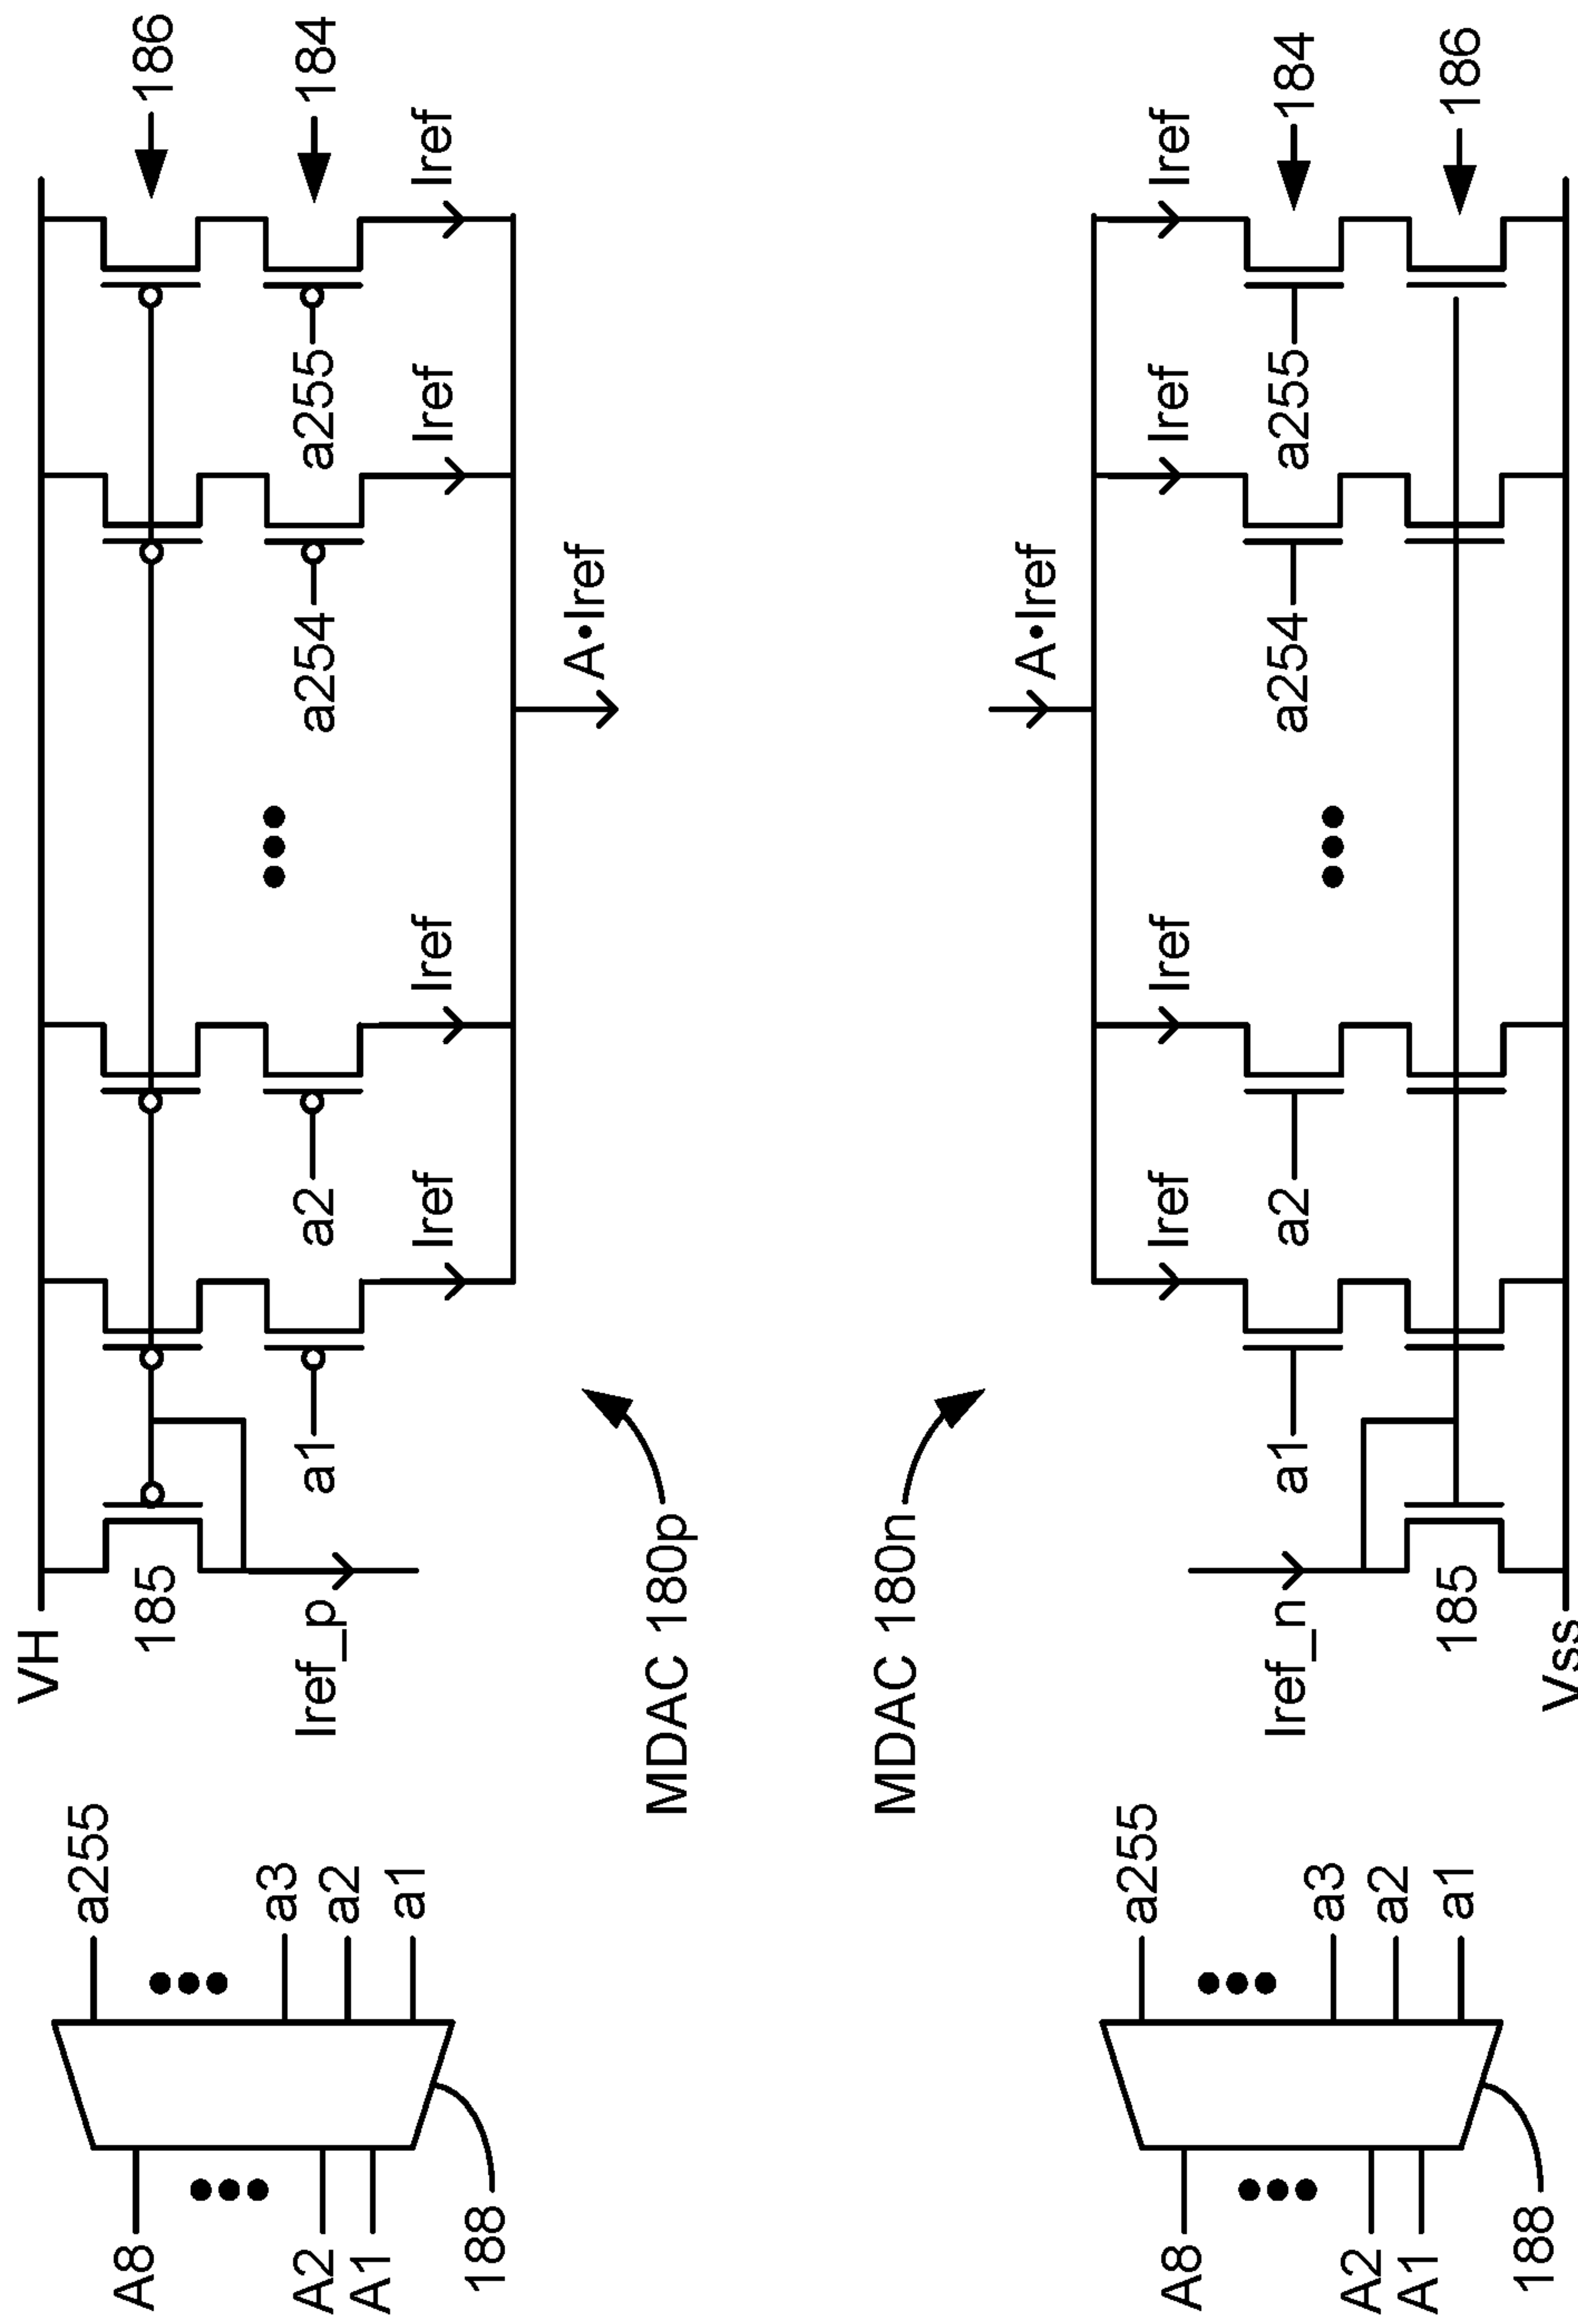 VH
186
184
185
Iref_p
a1
a2
a254
a255
Iref
Iref
Iref
Iref
A•Iref
MDAC 180p
A8
A2
A1
a255
a3
a2
a1
188
MDAC 180n
A•Iref
Iref
Iref
Iref
Iref
184
186
Iref_n
a1
a2
a254
a255
185
Vss
A8
A2
A1
a255
a3
a2
a1
188